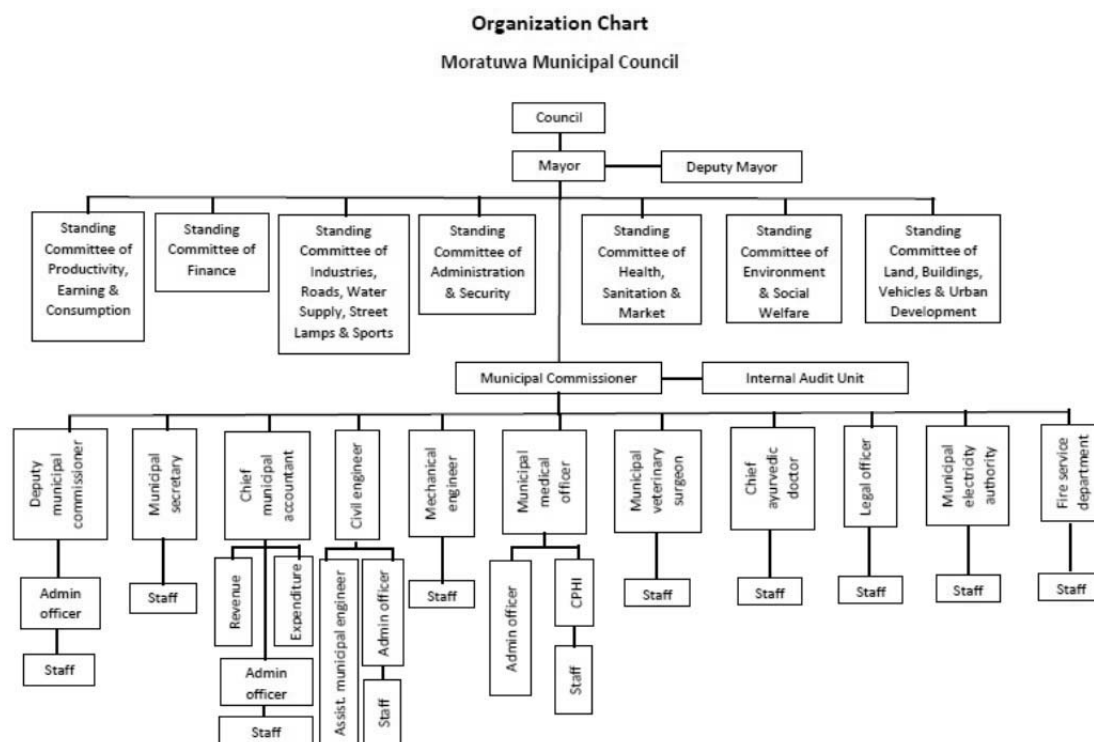 Organization Chart
Moratuwa Municipal Council
Council
Mayor
Deputy Mayor
Standing
Committee of
Productivity,
Earning &
Consumption
Standing
Committee of
Finance
Standing
Committee of
Industries,
Roads, Water
Supply, Street
Lamps & Sports
Standing
Committee of
Administration
& Security
Standing
Committee of
Health,
Sanitation &
Market
Standing
Committee of
Environment
& Social
Welfare
Standing
Committee of
Land, Buildings,
Vehicles & Urban
Development
Municipal Commissioner
Internal Audit Unit
Deputy
municipal
commissioner
Municipal
secretary
Chief
municipal
accountant
Civil engineer
Mechanical
engineer
Municipal
medical
officer
Municipal
veterinary
surgeon
Chief
ayurvedic
doctor
Legal officer
Municipal
electricity
authority
Fire service
department
Admin
officer
Staff
Staff
Revenue
Expenditure
Admin
officer
Staff
Assist. municipal engineer
Admin officer
Staff
Staff
Admin officer
CPHI
Staff
Staff
Staff
Staff
Staff
Staff